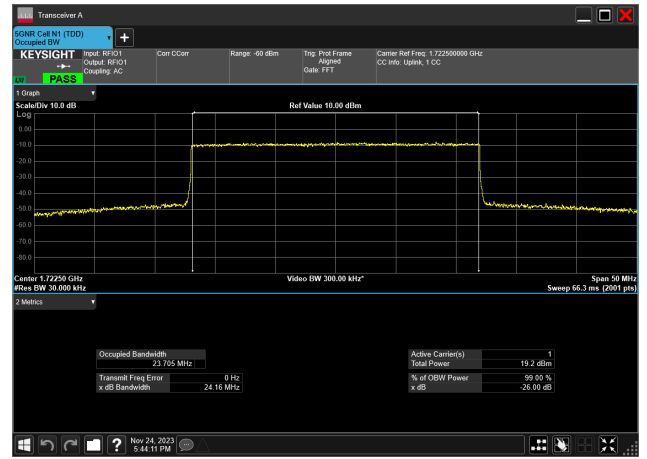 Transceiver A
5GNR Cell N1 (TDD)
Occupied BW
KEYSIGHT
LXI
PASS
Input: RFIO1
Output: RFIO1
Coupling: AC
Corr CCorr
Range: -60 dBm
Trig: Prot Frame
Aligned
Gate: FFT
Carrier Ref Freq: 1.722500000 GHz
CC Info: Uplink, 1 CC
1 Graph
Scale/Div 10.0 dB
Ref Value 10.00 dBm
Log
0.00
-10.0
-20.0
-30.0
-40.0
-50.0
-60.0
-70.0
-80.0
Center 1.72250 GHz
Video BW 300.00 kHz*
Span 50 MHz
#Res BW 30.000 kHz
Sweep 66.3 ms (2001 pts)
2 Metrics
Occupied Bandwidth
23.705 MHz
Transmit Freq Error 0 Hz
x dB Bandwidth 24.16 MHz
Active Carrier(s) 1
Total Power 19.2 dBm
% of OBW Power 99.00 %
x dB -26.00 dB
Nov 24, 2023
5:44:11 PM